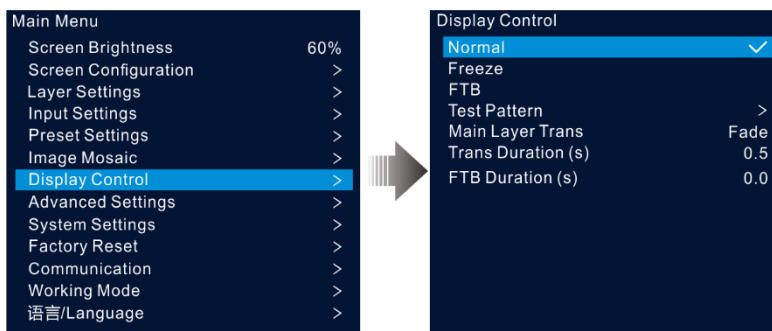 Main Menu
Screen Brightness 60%
Screen Configuration >
Layer Settings >
Input Settings >
Preset Settings >
Image Mosaic >
Display Control >
Advanced Settings >
System Settings >
Factory Reset >
Communication >
Working Mode >
语言/Language >
Display Control
Normal ✓
Freeze
FTB
Test Pattern >
Main Layer Trans Fade
Trans Duration (s) 0.5
FTB Duration (s) 0.0